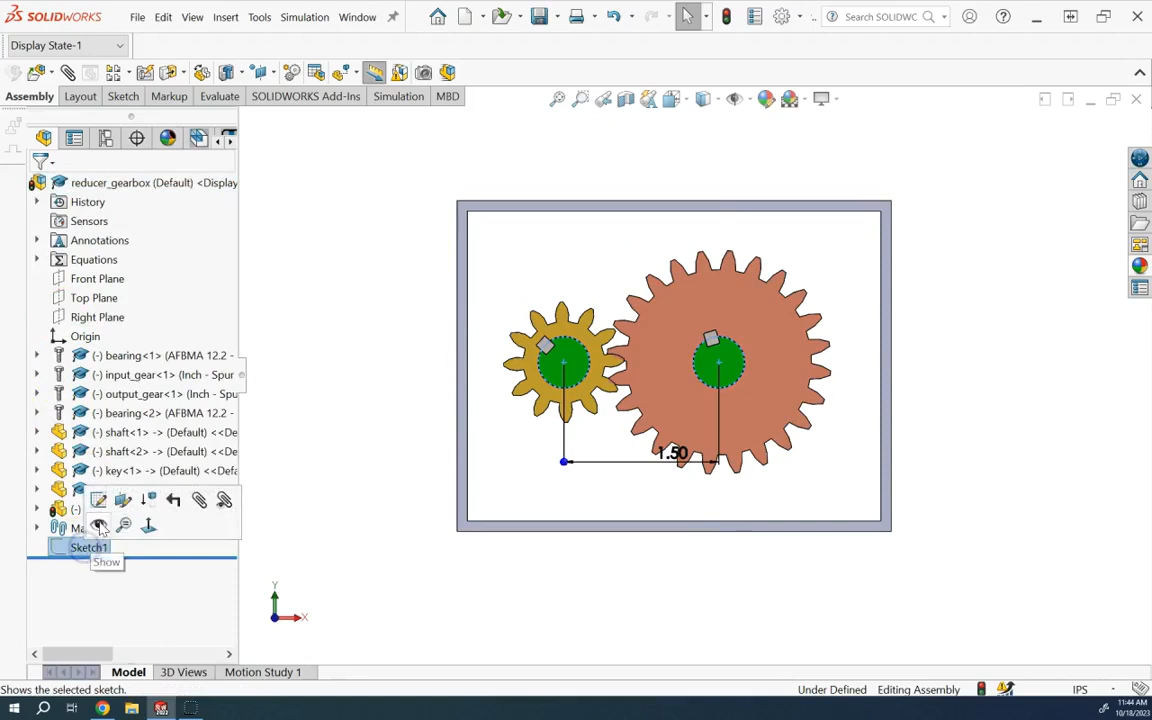 SOLIDWORKS
File
Edit
View
Insert
Tools
Simulation
Window
Search SOLIDWC
Display State-1
Assembly
Layout
Sketch
Markup
Evaluate
SOLIDWORKS Add-Ins
Simulation
MBD
reducer_gearbox (Default) <Display
History
Sensors
Annotations
Equations
Front Plane
Top Plane
Right Plane
Origin
(-) bearing<1> (AFBMA 12.2 -
(-) input_gear<1> (Inch - Spur
(-) output_gear<1> (Inch - Spu
(-) bearing<2> (AFBMA 12.2 -
(-) shaft<1> -> (Default) <<De
(-) shaft<2> -> (Default) <<De
(-) key<1> -> (Default) <<Defa
(-)
Ma
Sketch1
Show
1.50
Y
X
Model
3D Views
Motion Study 1
Shows the selected sketch.
Under Defined
Editing Assembly
IPS
11:44 AM
10/18/2023